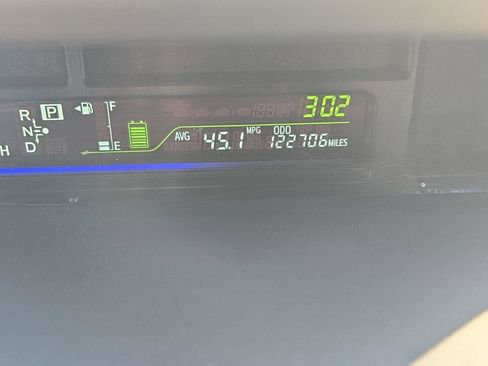 302
R P F
N
H D E
AVG 45.1 MPG ODO 122706 MILES